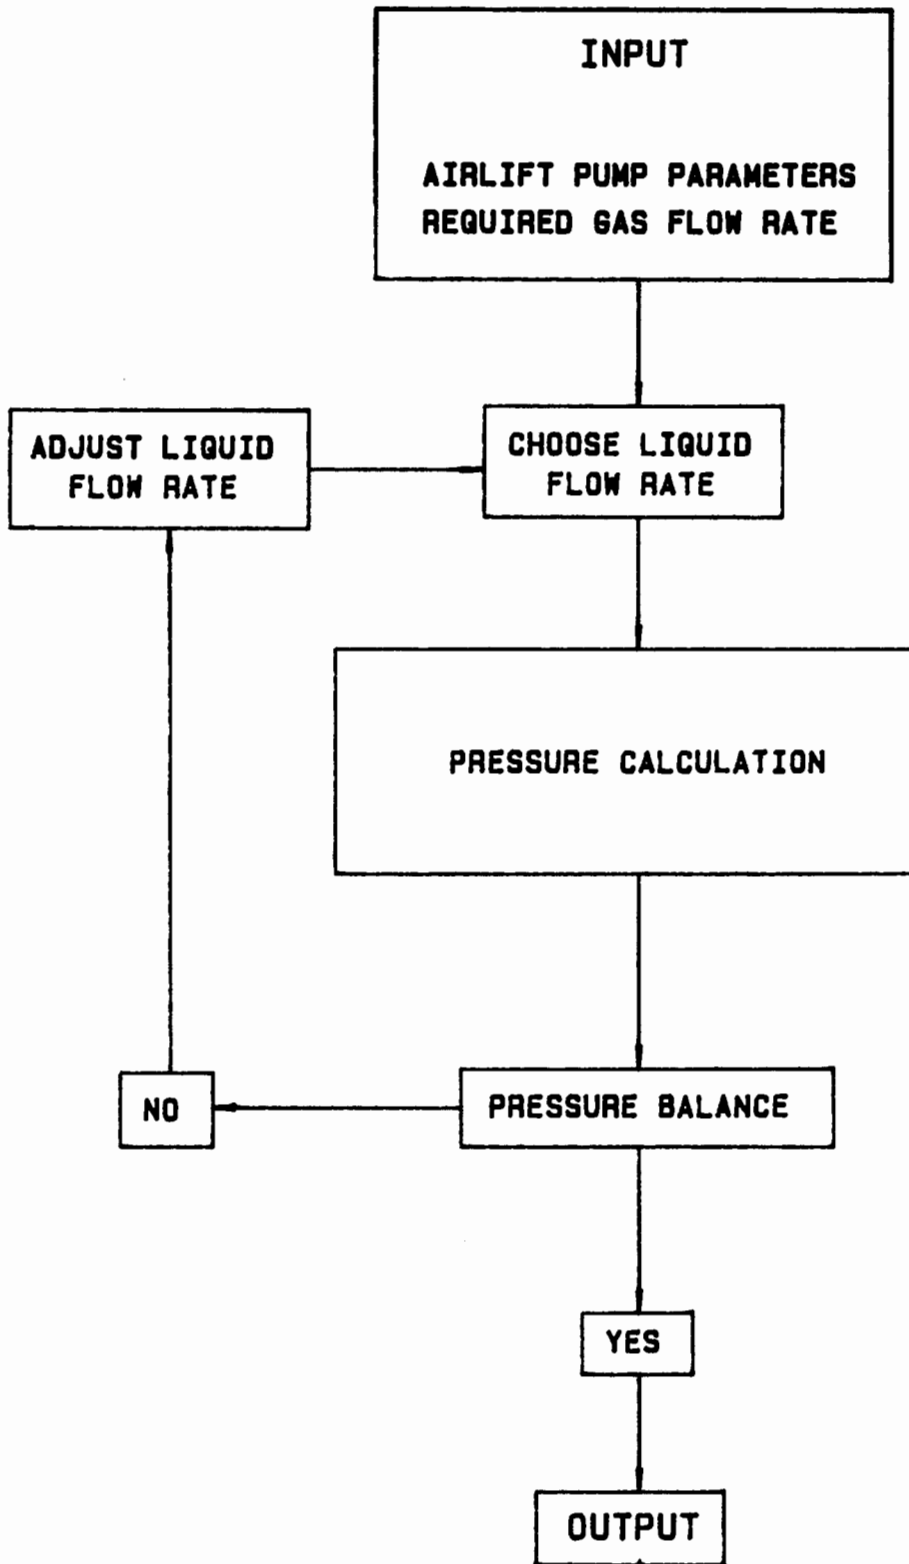 INPUT
AIRLIFT PUMP PARAMETERS
REQUIRED GAS FLOW RATE
ADJUST LIQUID
FLOW RATE
CHOOSE LIQUID
FLOW RATE
PRESSURE CALCULATION
NO
PRESSURE BALANCE
YES
OUTPUT